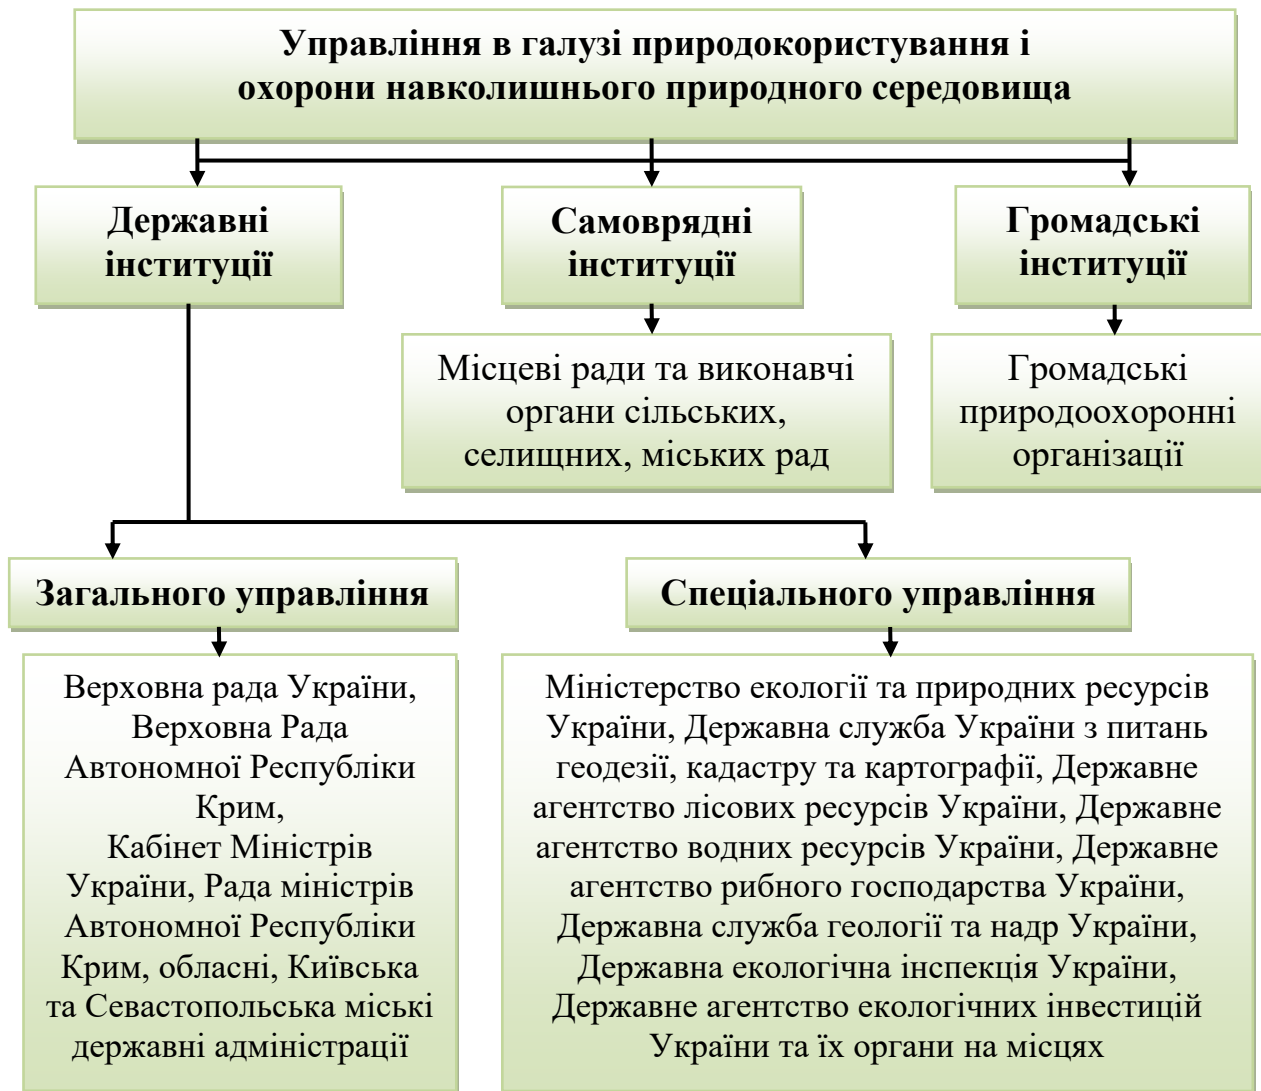 Управління в галузі природокористування і
охорони навколишнього природного середовища
Державні
інституції
Самоврядні
інституції
Громадські
інституції
Місцеві ради та виконавчі
органи сільських,
селищних, міських рад
Громадські
природоохоронні
організації
Загального управління
Спеціального управління
Верховна рада України,
Верховна Рада
Автономної Республіки
Крим,
Кабінет Міністрів
України, Рада міністрів
Автономної Республіки
Крим, обласні, Київська
та Севастопольська міські
державні адміністрації
Міністерство екології та природних ресурсів
України, Державна служба України з питань
геодезії, кадастру та картографії, Державне
агентство лісових ресурсів України, Державне
агентство водних ресурсів України, Державне
агентство рибного господарства України,
Державна служба геології та надр України,
Державна екологічна інспекція України,
Державне агентство екологічних інвестицій
України та їх органи на місцях